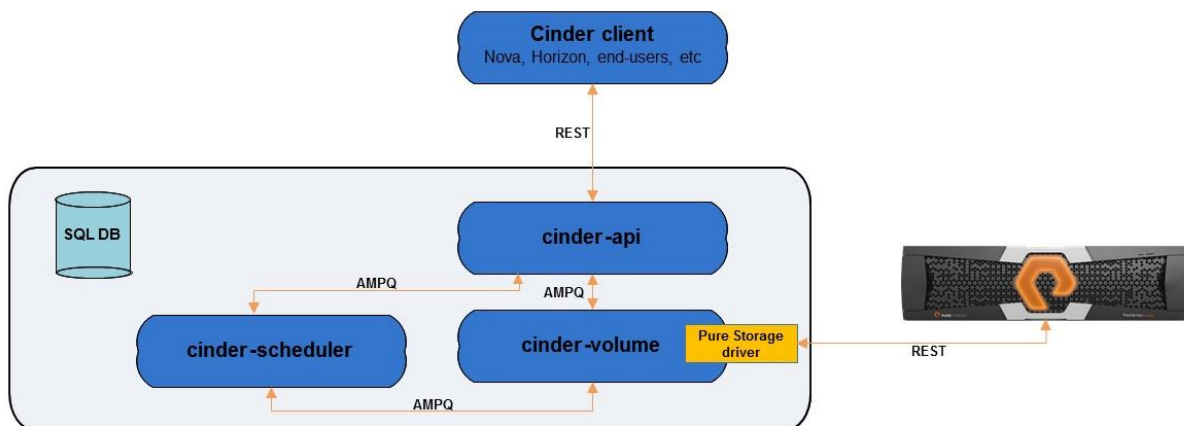 Cinder client
Nova, Horizon, end-users, etc
REST
SQL DB
cinder-api
AMPQ
AMPQ
cinder-scheduler
cinder-volume
Pure Storage
driver
REST
AMPQ